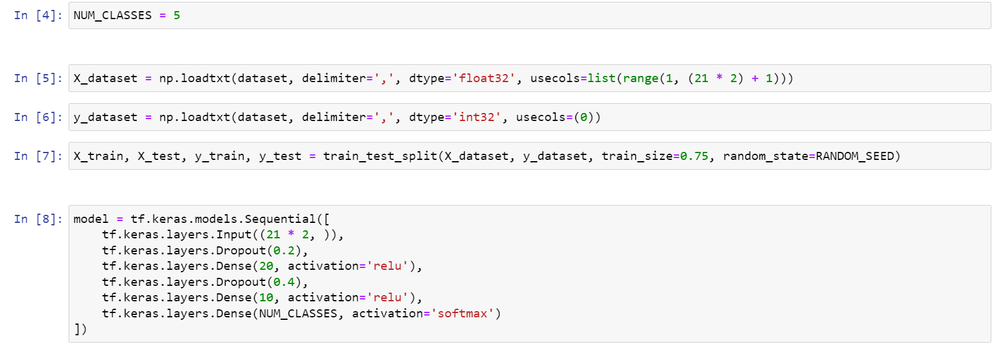 In [4]: NUM_CLASSES = 5
In [5]: X_dataset = np.loadtxt(dataset, delimiter=',', dtype='float32', usecols=list(range(1, (21 * 2) + 1)))
In [6]: y_dataset = np.loadtxt(dataset, delimiter=',', dtype='int32', usecols=(0))
In [7]: X_train, X_test, y_train, y_test = train_test_split(X_dataset, y_dataset, train_size=0.75, random_state=RANDOM_SEED)
In [8]: model = tf.keras.models.Sequential([
    tf.keras.layers.Input((21 * 2, )),
    tf.keras.layers.Dropout(0.2),
    tf.keras.layers.Dense(20, activation='relu'),
    tf.keras.layers.Dropout(0.4),
    tf.keras.layers.Dense(10, activation='relu'),
    tf.keras.layers.Dense(NUM_CLASSES, activation='softmax')
])